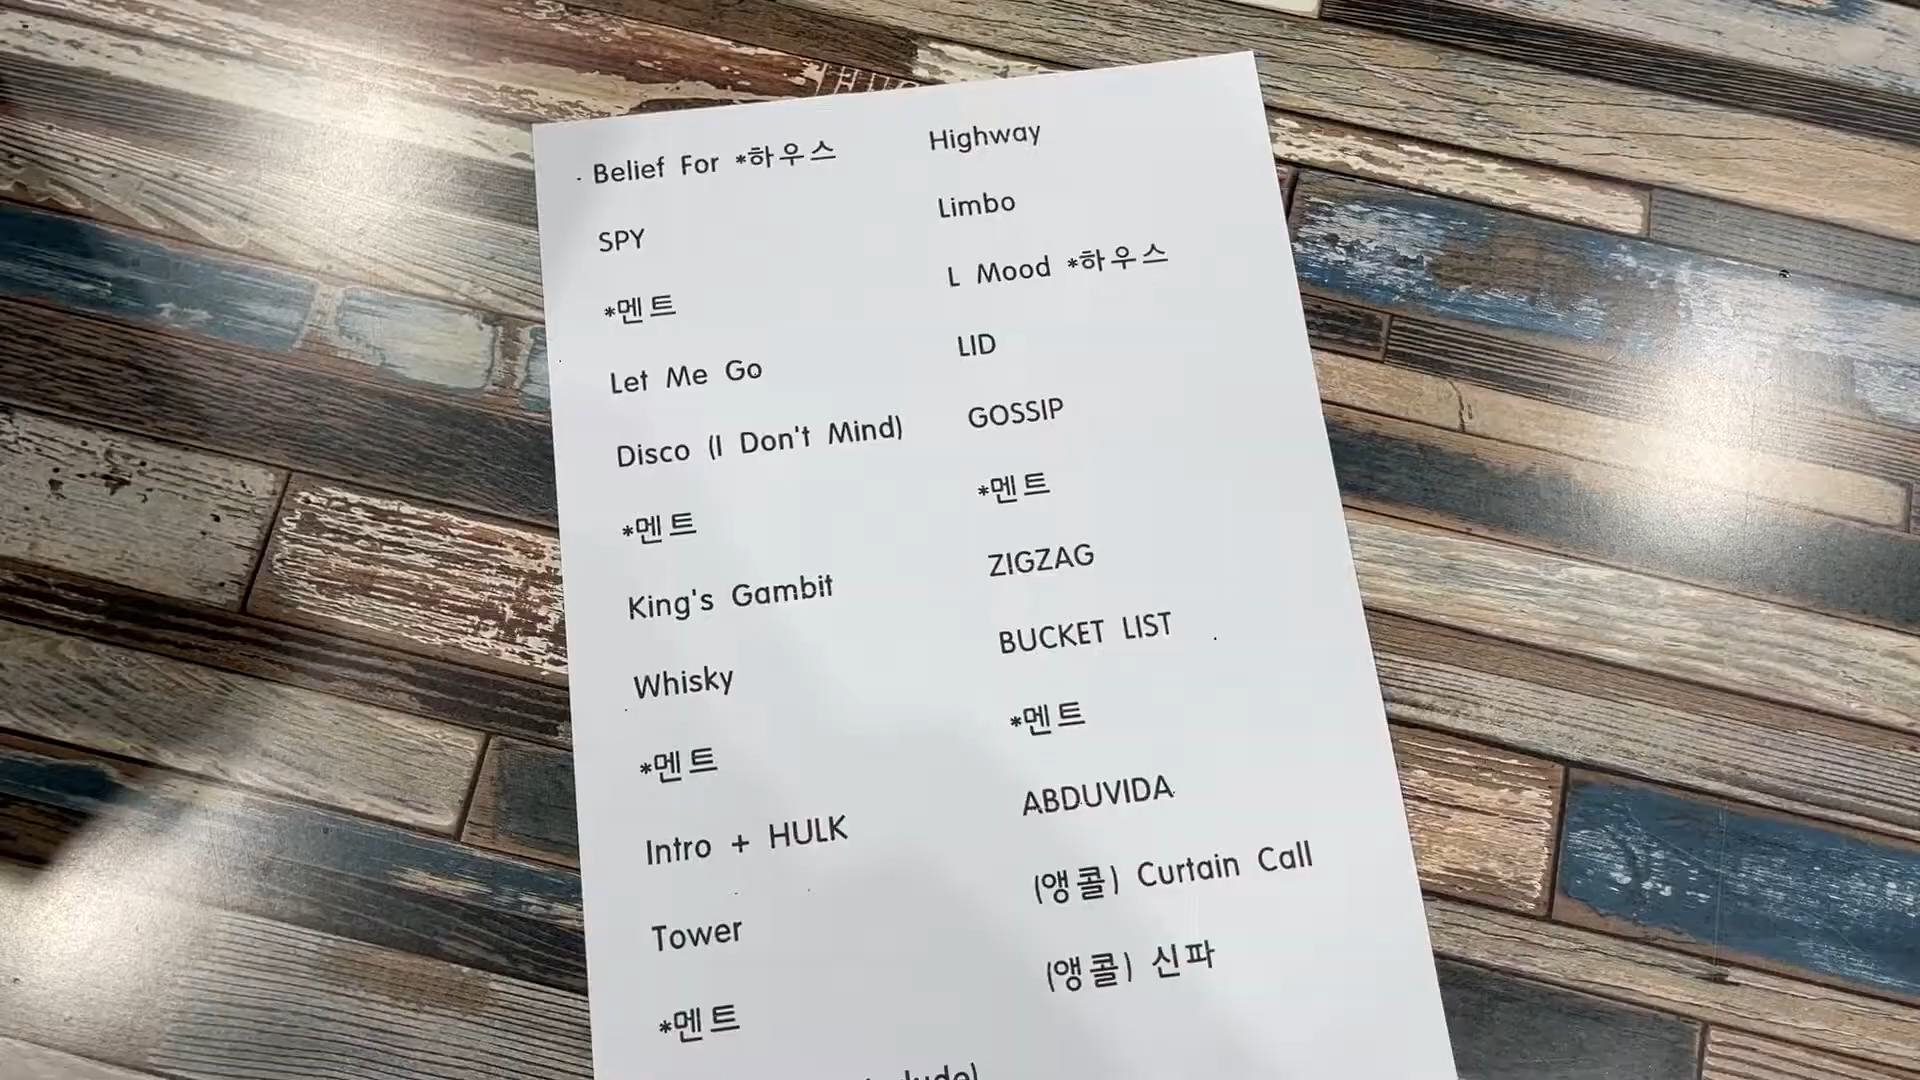 Belief For *하우스
SPY
*멘트
Let Me Go
Disco (I Don't Mind)
*멘트
King's Gambit
Whisky
*멘트
Intro + HULK
Tower
*멘트
Highway
Limbo
L Mood *하우스
LID
GOSSIP
*멘트
ZIGZAG
BUCKET LIST
*멘트
ABDUVIDA
(앵콜) Curtain Call
(앵콜) 신파